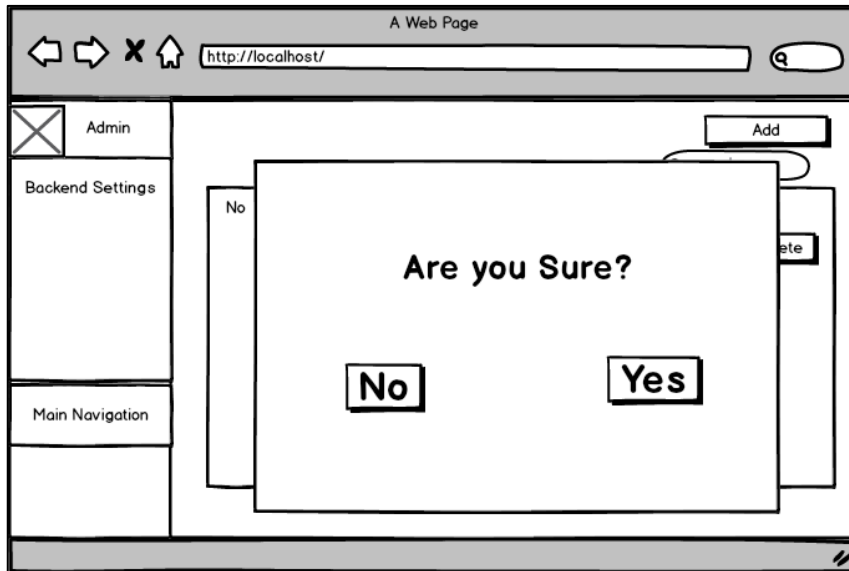 A Web Page
http://localhost/
Admin
Add
Backend Settings
No
ete
Are you Sure?
No
Yes
Main Navigation